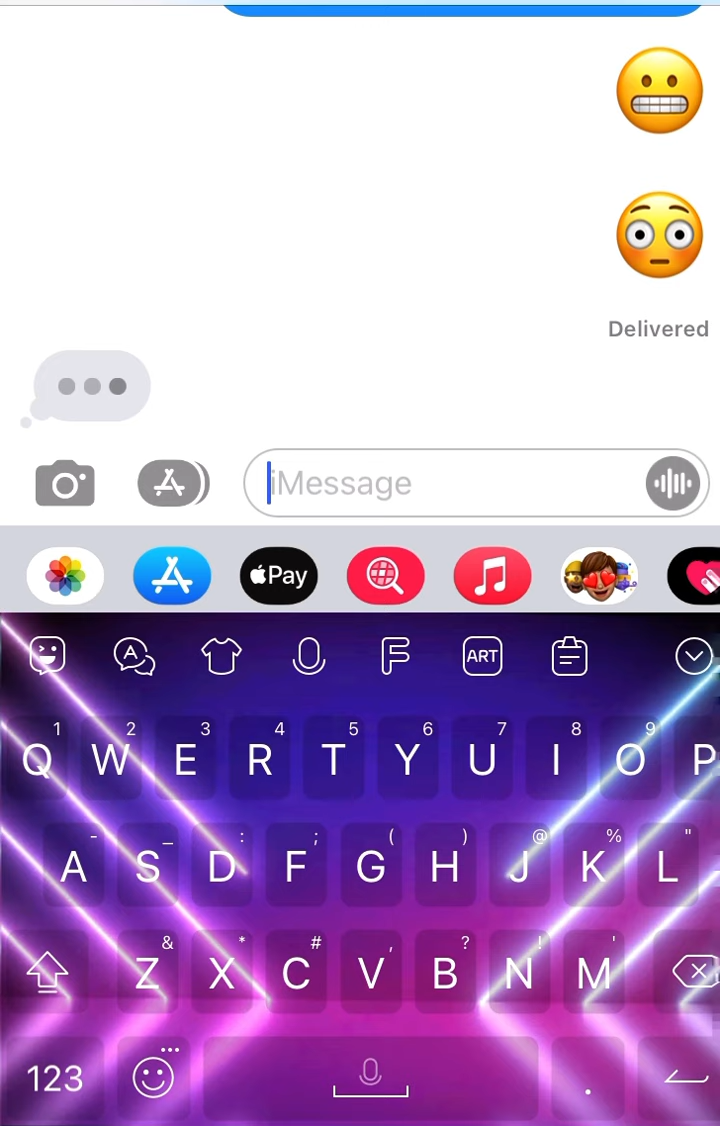 Delivered
iMessage
Pay
A
F
ART
1 2 3 4 5 6 7 8 9
Q W E R T Y U I O P
- _ : ; ( ) @ % "
A S D F G H J K L
& * # , ? ! '
Z X C V B N M
123 .